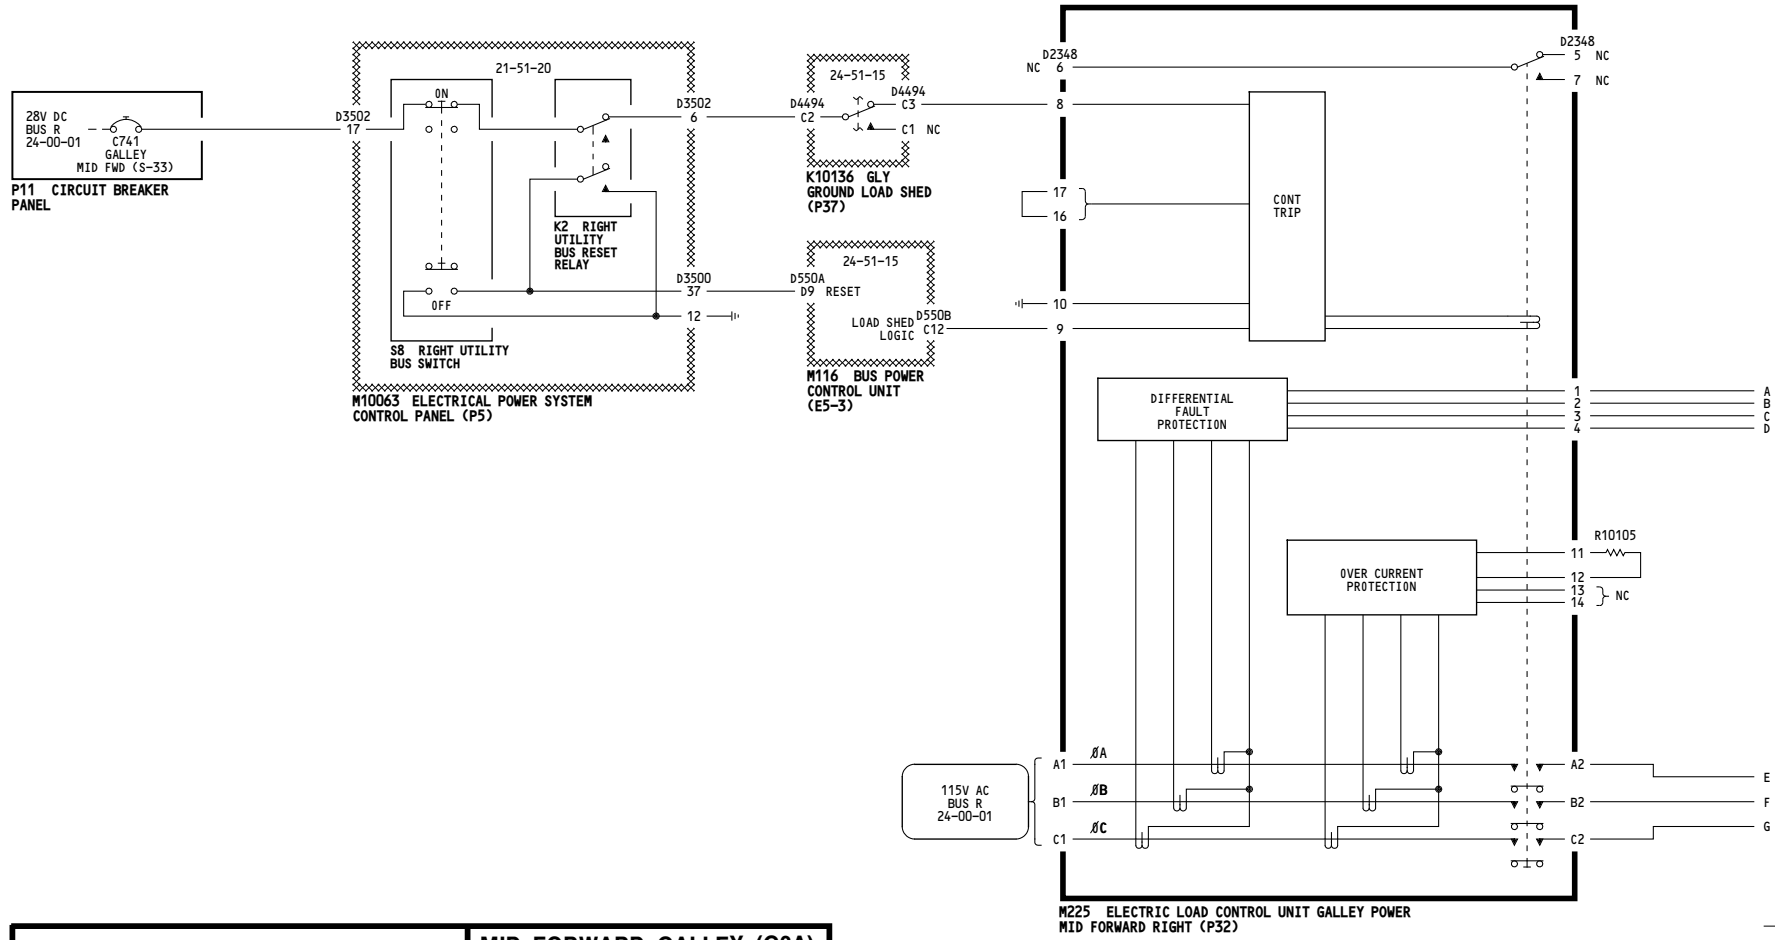 28V DC
BUS R
24-00-01
C741
GALLEY
MID FWD (S-33)
P11 CIRCUIT BREAKER
PANEL
D3502
17
21-51-20
ON
OFF
S8 RIGHT UTILITY
BUS SWITCH
K2 RIGHT
UTILITY
BUS RESET
RELAY
D3502
6
D3500
37
12
M10063 ELECTRICAL POWER SYSTEM
CONTROL PANEL (P5)
24-51-15
D4494
C2
D4494
C3
C1 NC
K10136 GLY
GROUND LOAD SHED
(P37)
24-51-15
D550A
D9 RESET
LOAD SHED
LOGIC
D550B
C12
M116 BUS POWER
CONTROL UNIT
(E5-3)
D2348
NC 6
8
17
16
10
9
CONT
TRIP
D2348
5 NC
7 NC
DIFFERENTIAL
FAULT
PROTECTION
1 A
2 B
3 C
4 D
OVER CURRENT
PROTECTION
R10105
11
12
13
14
NC
115V AC
BUS R
24-00-01
A1 ØA
B1 ØB
C1 ØC
A2
B2
C2
E
F
G
M225 ELECTRIC LOAD CONTROL UNIT GALLEY POWER
MID FORWARD RIGHT (P32)
MID FORWARD GALLEY (G2A)